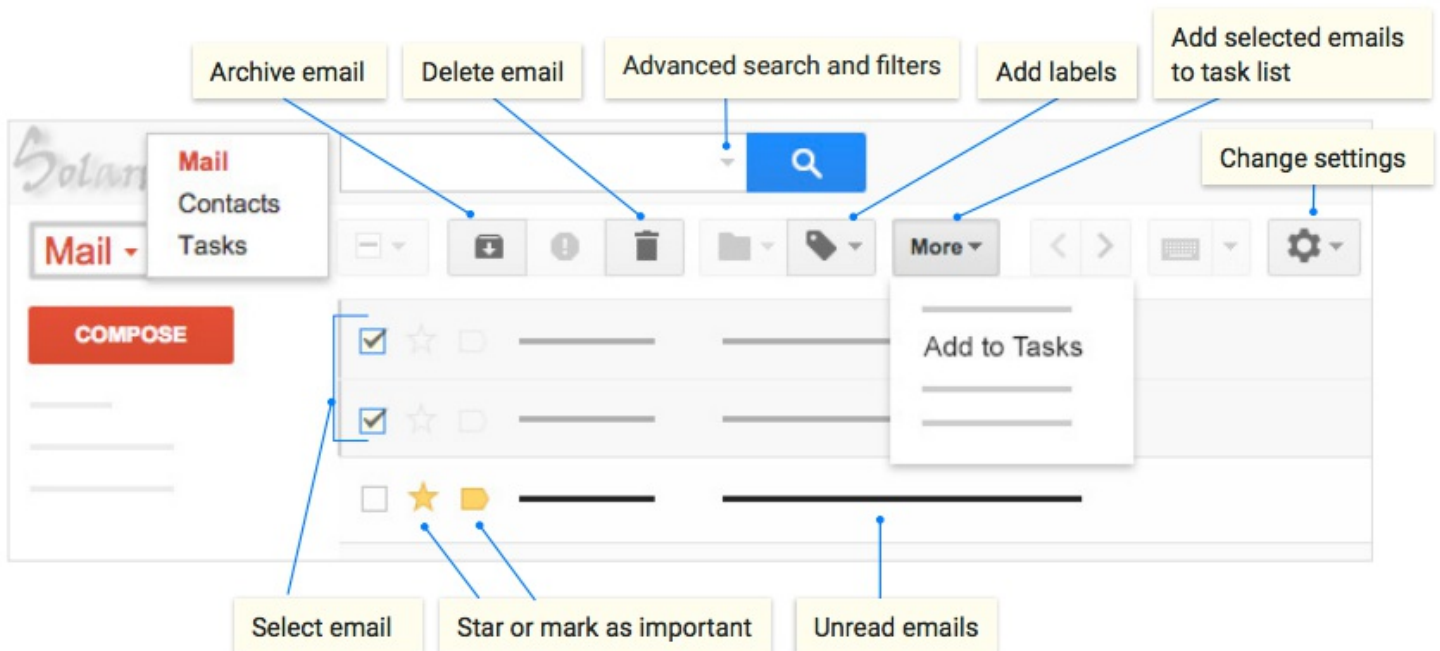 Add selected emails
to task list
Archive email
Delete email
Advanced search and filters
Add labels
Change settings
Mail
Contacts
Tasks
Mail
More
COMPOSE
Add to Tasks
Select email
Star or mark as important
Unread emails